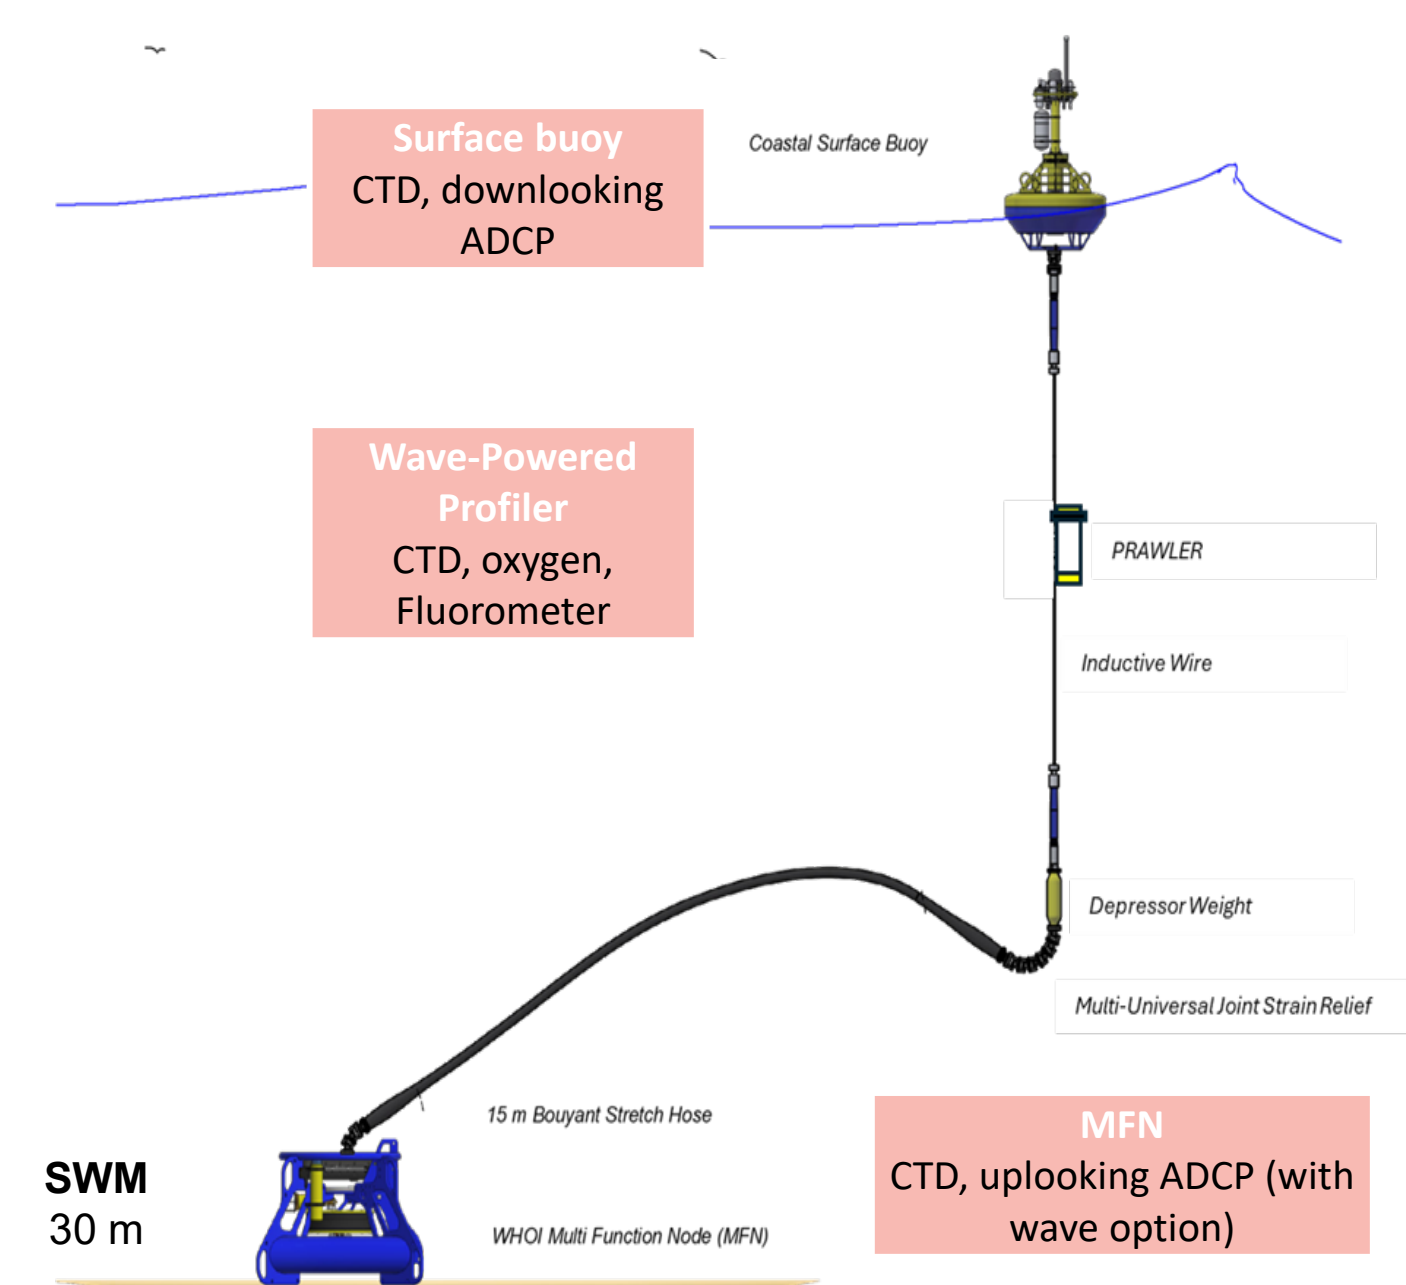 Surface buoy
CTD, downlooking
ADCP
Coastal Surface Buoy
Wave-Powered
Profiler
CTD, oxygen,
Fluorometer
PRAWLER
Inductive Wire
Depressor Weight
Multi-Universal Joint Strain Relief
15 m Bouyant Stretch Hose
MFN
CTD, uplooking ADCP (with
wave option)
SWM
30 m
WHOI Multi Function Node (MFN)